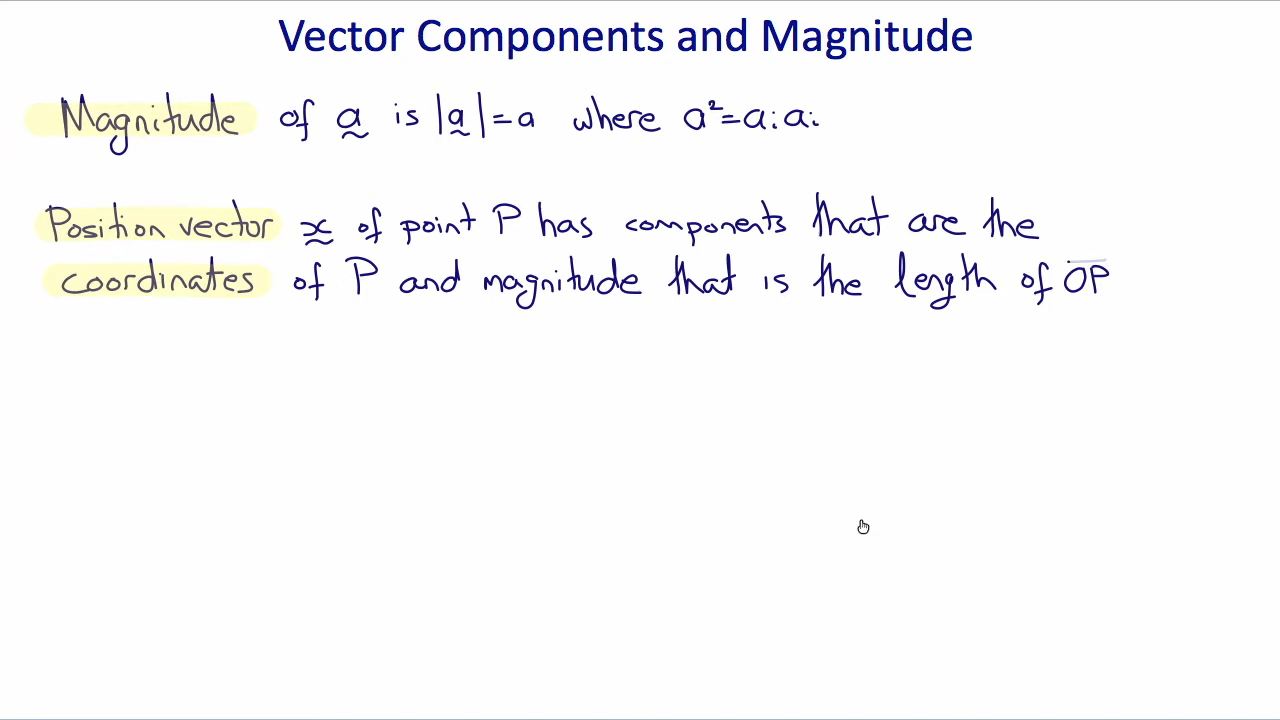 Vector Components and Magnitude
Magnitude of a̰ is |a̰|=a where a²=aᵢaᵢ
Position vector x̰ of point P has components that are the
coordinates of P and magnitude that is the length of O̅P̅